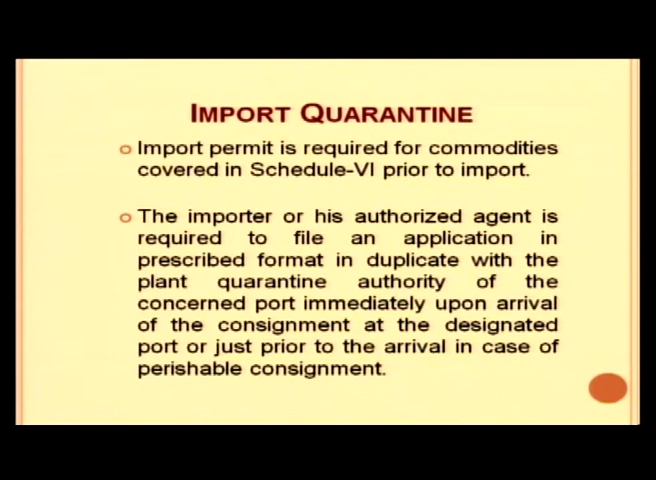 IMPORT QUARANTINE
Import permit is required for commodities
covered in Schedule-VI prior to import.
The importer or his authorized agent is
required to file an application in
prescribed format in duplicate with the
plant quarantine authority of the
concerned port immediately upon arrival
of the consignment at the designated
port or just prior to the arrival in case of
perishable consignment.